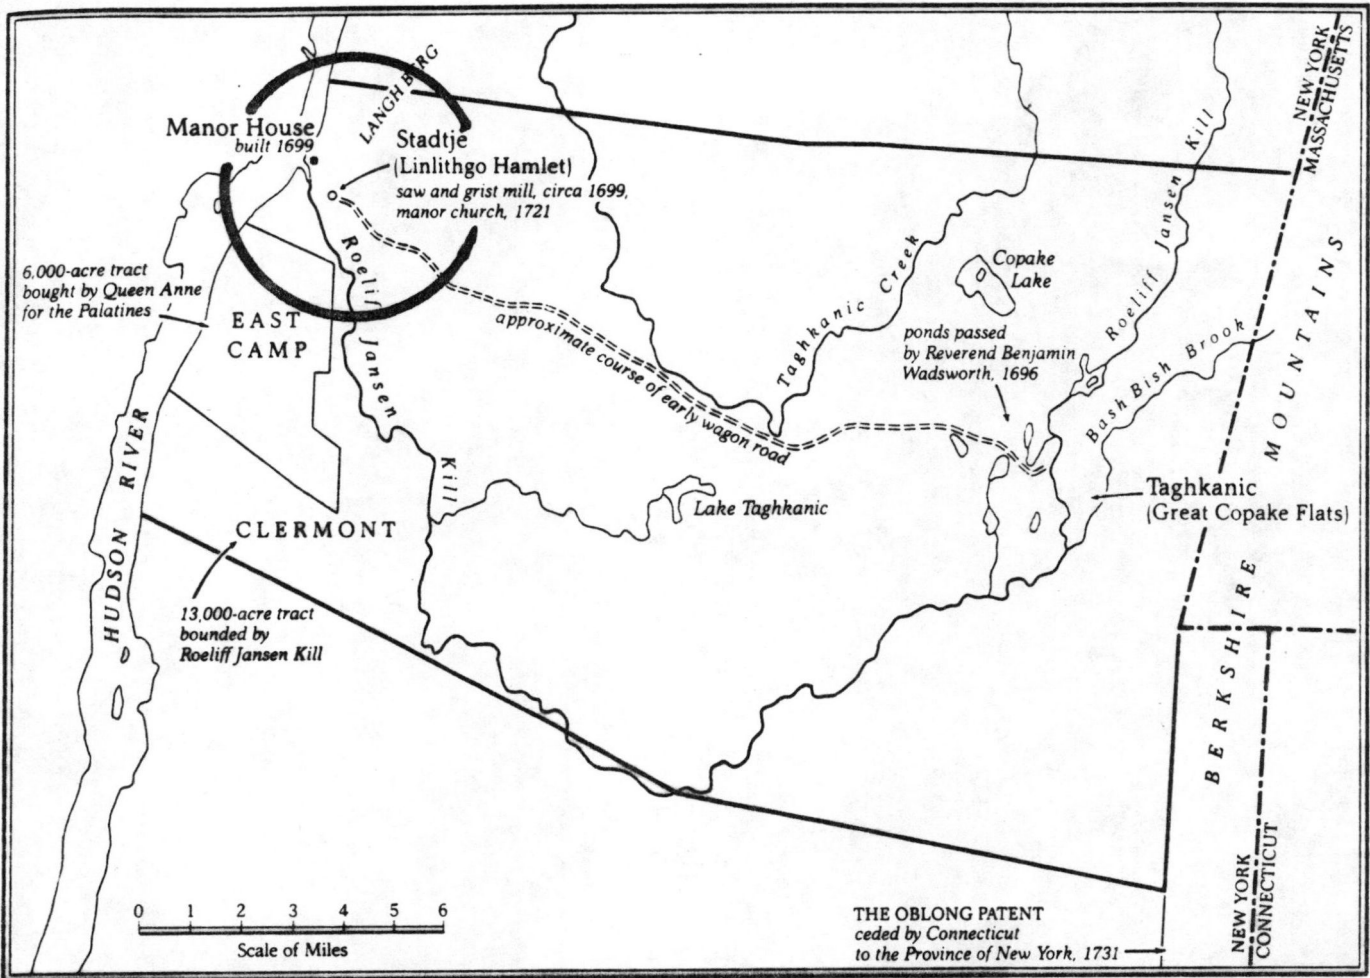 LANGH BERG
NEW YORK
MASSACHUSETTS
Manor House
built 1699
Stadtje
(Linlithgo Hamlet)
saw and grist mill, circa 1699,
manor church, 1721
Roeliff Jansen Kill
6,000-acre tract
bought by Queen Anne
for the Palatines
EAST
CAMP
Roeliff Jansen Kill
approximate course of early wagon road
Taghkanic Creek
Copake
Lake
ponds passed
by Reverend Benjamin
Wadsworth, 1696
Bash Bish Brook
BERKSHIRE MOUNTAINS
HUDSON RIVER
Lake Taghkanic
Taghkanic
(Great Copake Flats)
CLERMONT
13,000-acre tract
bounded by
Roeliff Jansen Kill
0 1 2 3 4 5 6
Scale of Miles
THE OBLONG PATENT
ceded by Connecticut
to the Province of New York, 1731
NEW YORK
CONNECTICUT